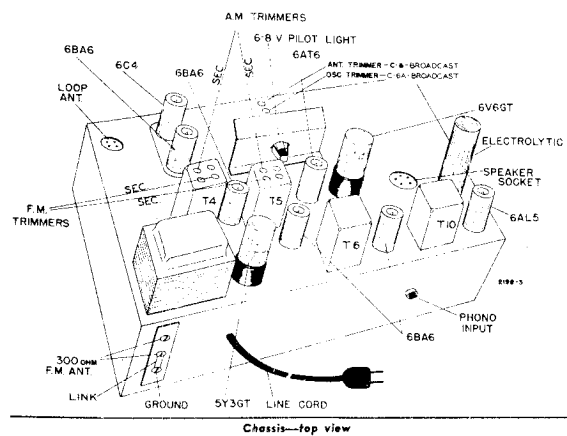 A.M. TRIMMERS
6-8 V PILOT LIGHT
6AT6
ANT. TRIMMER-C-6-BROADCAST
OSC TRIMMER-C-6A-BROADCAST
6C4
6BA6
6BA6
SEC
SEC
LOOP
ANT.
6V6GT
ELECTROLYTIC
SPEAKER
SOCKET
SEC
SEC
F.M.
TRIMMERS
T4
T5
T6
T10
6AL5
2198-3
PHONO
INPUT
6BA6
300 OHM
F.M. ANT.
LINK
GROUND
5Y3GT
LINE CORD
Chassis—top view